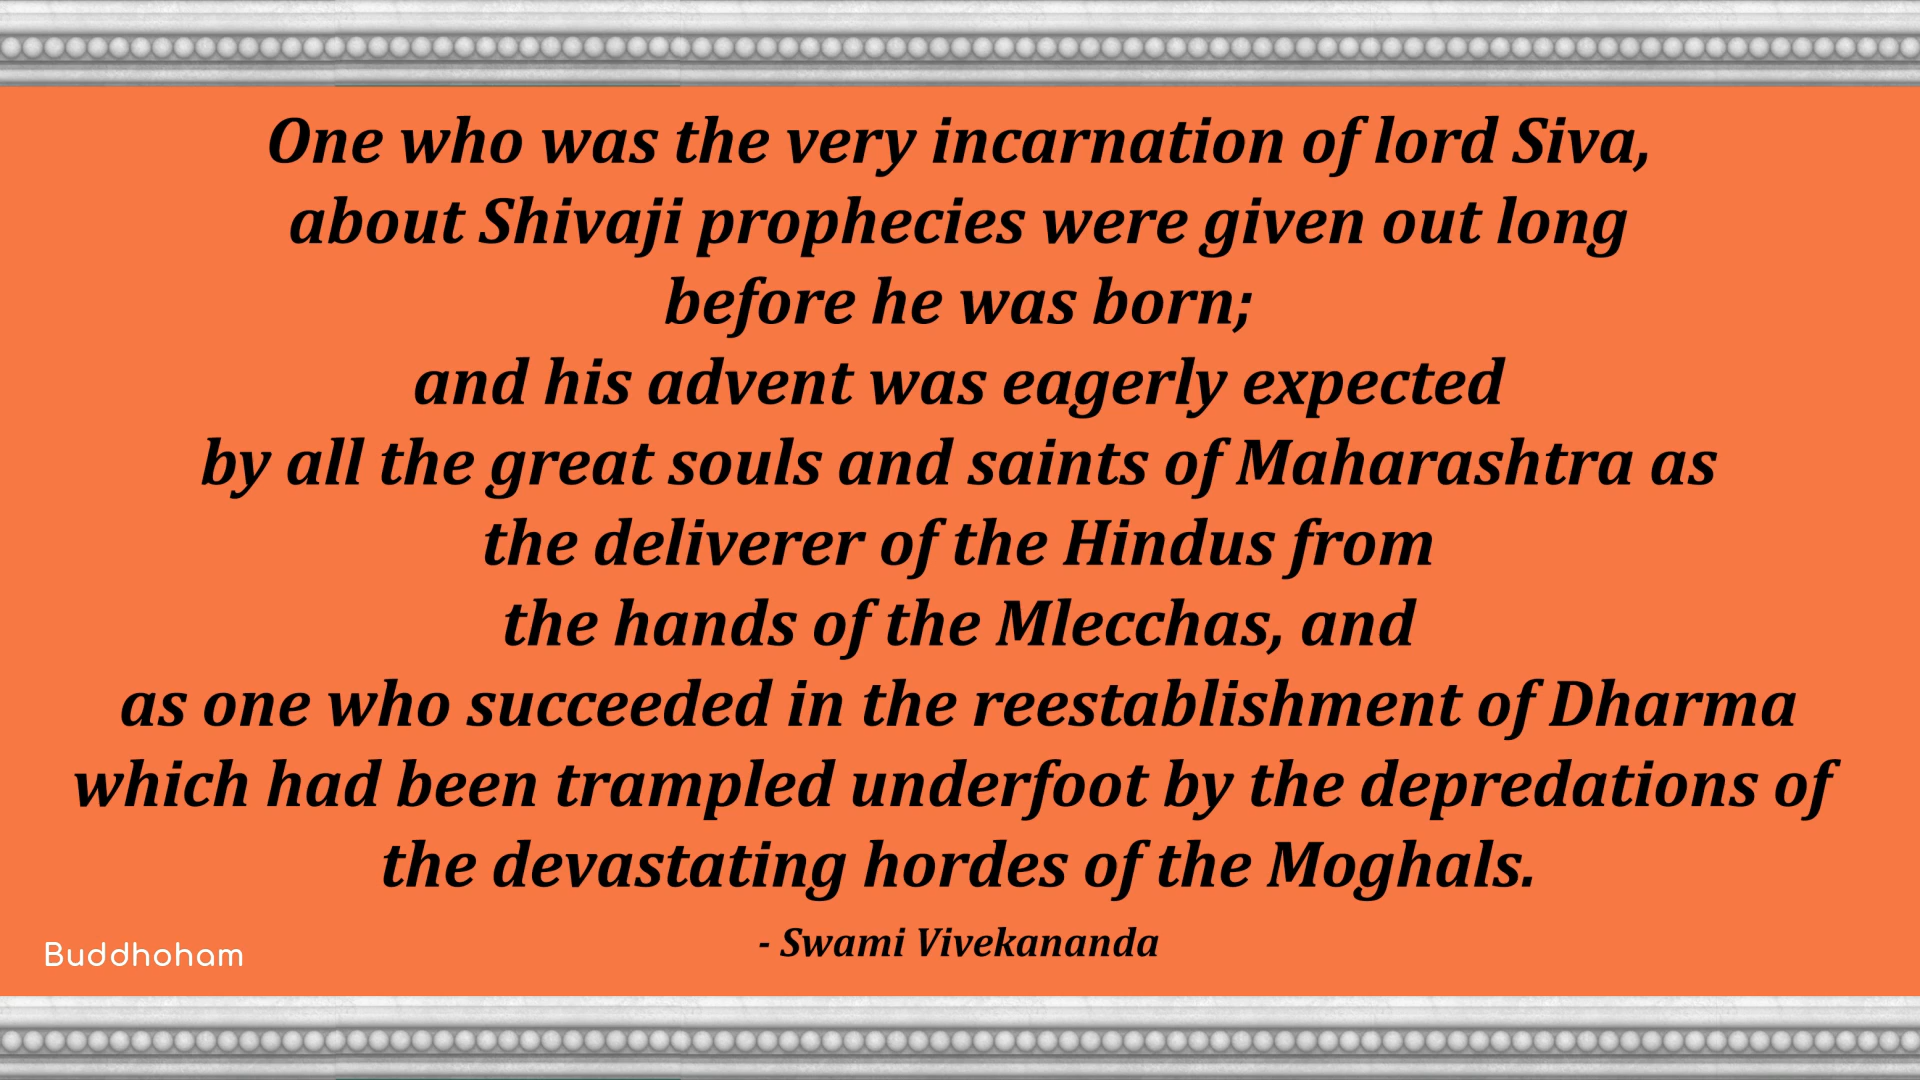 One who was the very incarnation of lord Siva,
about Shivaji prophecies were given out long
before he was born;
and his advent was eagerly expected
by all the great souls and saints of Maharashtra as
the deliverer of the Hindus from
the hands of the Mlecchas, and
as one who succeeded in the reestablishment of Dharma
which had been trampled underfoot by the depredations of
the devastating hordes of the Moghals.
- Swami Vivekananda
Buddhoham